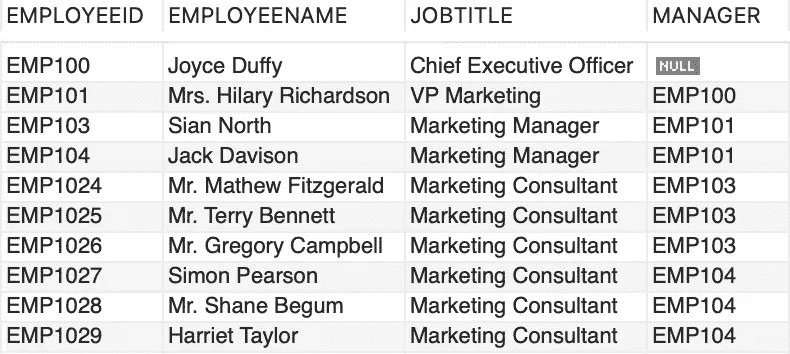 EMPLOYEEID EMPLOYEENAME JOBTITLE MANAGER
EMP100 Joyce Duffy Chief Executive Officer NULL
EMP101 Mrs. Hilary Richardson VP Marketing EMP100
EMP103 Sian North Marketing Manager EMP101
EMP104 Jack Davison Marketing Manager EMP101
EMP1024 Mr. Mathew Fitzgerald Marketing Consultant EMP103
EMP1025 Mr. Terry Bennett Marketing Consultant EMP103
EMP1026 Mr. Gregory Campbell Marketing Consultant EMP103
EMP1027 Simon Pearson Marketing Consultant EMP104
EMP1028 Mr. Shane Begum Marketing Consultant EMP104
EMP1029 Harriet Taylor Marketing Consultant EMP104